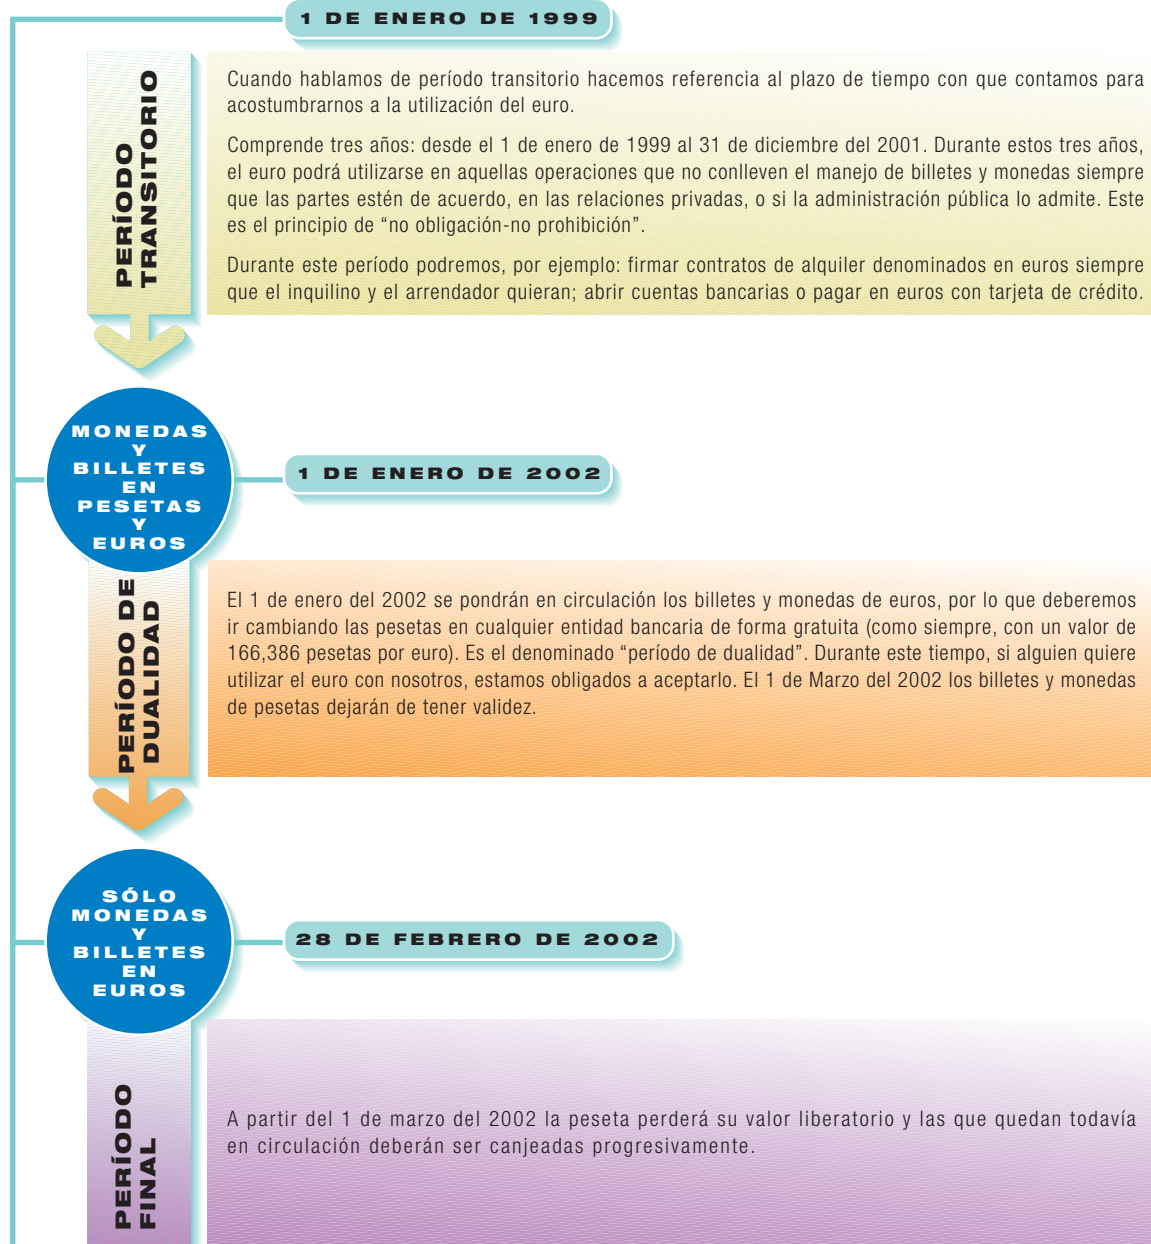 1 DE ENERO DE 1999
PERÍODO
TRANSITORIO
Cuando hablamos de período transitorio hacemos referencia al plazo de tiempo con que contamos para
acostumbrarnos a la utilización del euro.
Comprende tres años: desde el 1 de enero de 1999 al 31 de diciembre del 2001. Durante estos tres años,
el euro podrá utilizarse en aquellas operaciones que no conlleven el manejo de billetes y monedas siempre
que las partes estén de acuerdo, en las relaciones privadas, o si la administración pública lo admite. Este
es el principio de “no obligación-no prohibición”.
Durante este período podremos, por ejemplo: firmar contratos de alquiler denominados en euros siempre
que el inquilino y el arrendador quieran; abrir cuentas bancarias o pagar en euros con tarjeta de crédito.
MONEDAS
Y
BILLETES
EN
PESETAS
Y
EUROS
1 DE ENERO DE 2002
PERÍODO DE
DUALIDAD
El 1 de enero del 2002 se pondrán en circulación los billetes y monedas de euros, por lo que deberemos
ir cambiando las pesetas en cualquier entidad bancaria de forma gratuita (como siempre, con un valor de
166,386 pesetas por euro). Es el denominado “período de dualidad”. Durante este tiempo, si alguien quiere
utilizar el euro con nosotros, estamos obligados a aceptarlo. El 1 de Marzo del 2002 los billetes y monedas
de pesetas dejarán de tener validez.
SÓLO
MONEDAS
Y
BILLETES
EN
EUROS
28 DE FEBRERO DE 2002
PERÍODO
FINAL
A partir del 1 de marzo del 2002 la peseta perderá su valor liberatorio y las que quedan todavía
en circulación deberán ser canjeadas progresivamente.